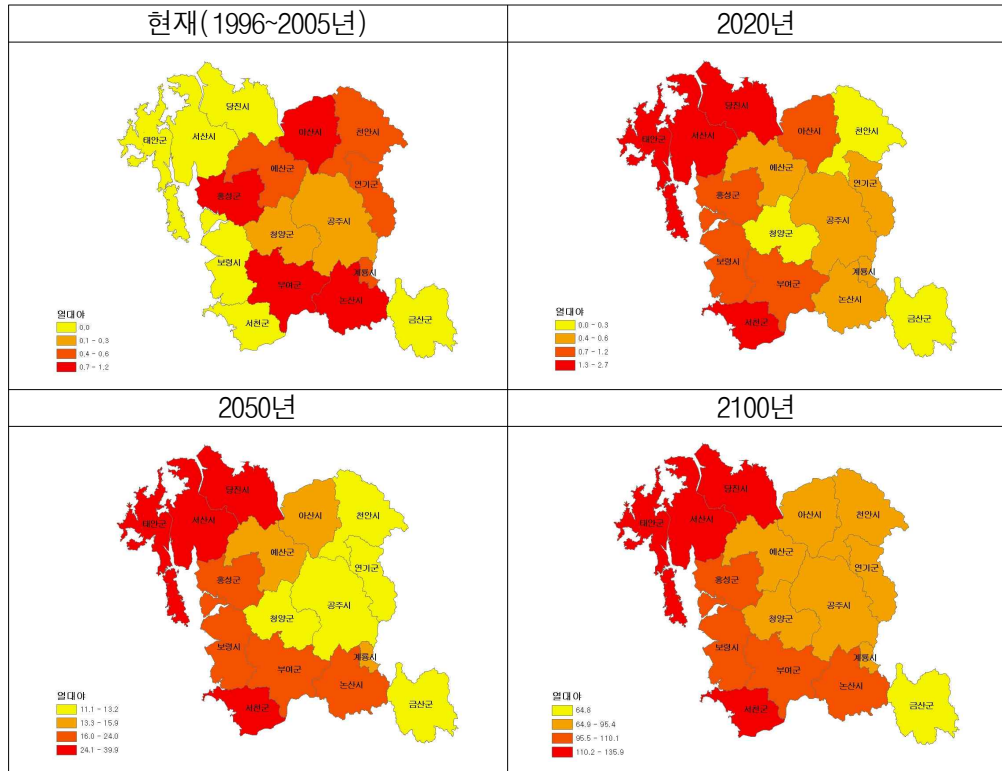 현재(1996~2005년)
2020년
당진시
아산시
천안시
태안군
서산시
예산군
연기군
홍성군
공주시
청양군
보령시
계룡시
부여군
논산시
서천군
금산군
열대야
0.0
0.1 - 0.3
0.4 - 0.6
0.7 - 1.2
당진시
아산시
천안시
태안군
서산시
예산군
연기군
홍성군
공주시
청양군
보령시
계룡시
부여군
논산시
서산군
금산군
열대야
0.0 - 0.3
0.4 - 0.6
0.7 - 1.2
1.3 - 2.7
2050년
2100년
당진시
아산시
천안시
태안군
서산시
예산군
연기군
홍성군
공주시
청양군
보령시
계룡시
부여군
논산시
서천군
금산군
열대야
11.1 - 13.2
13.3 - 15.9
16.0 - 24.0
24.1 - 39.9
당진시
아산시
천안시
태안군
서산시
예산군
연기군
홍성군
공주시
청양군
보령시
계룡시
부여군
논산시
서산군
금산군
열대야
64.8
64.9 - 95.4
95.5 - 110.1
110.2 - 135.9